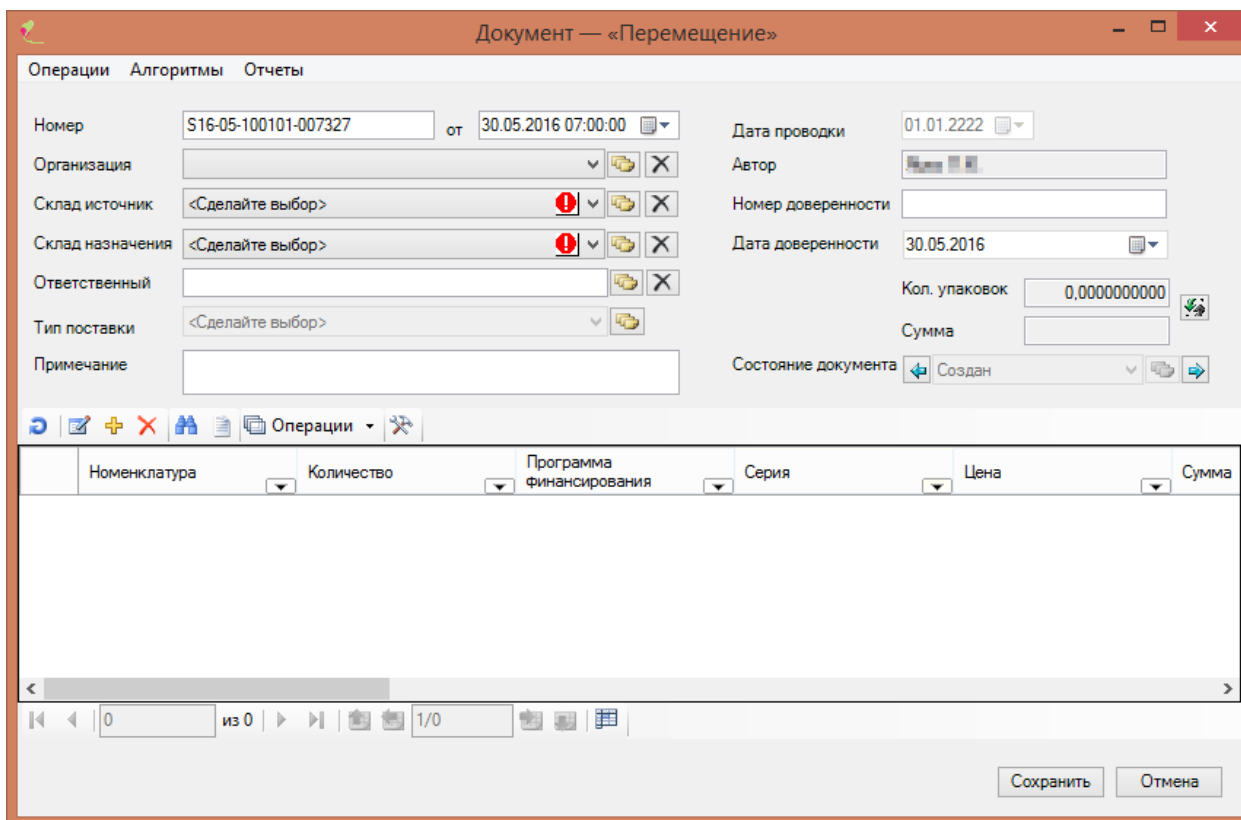 Документ — «Перемещение»
Операции Алгоритмы Отчеты
Номер S16-05-100101-007327 от 30.05.2016 07:00:00 Дата проводки 01.01.2222
Организация Автор
Склад источник <Сделайте выбор> Номер доверенности
Склад назначения <Сделайте выбор> Дата доверенности 30.05.2016
Ответственный Кол. упаковок 0,0000000000
Тип поставки <Сделайте выбор> Сумма
Примечание Состояние документа Создан
Операции
Номенклатура Количество Программа финансирования Серия Цена Сумма
0 из 0 1/0
Сохранить Отмена